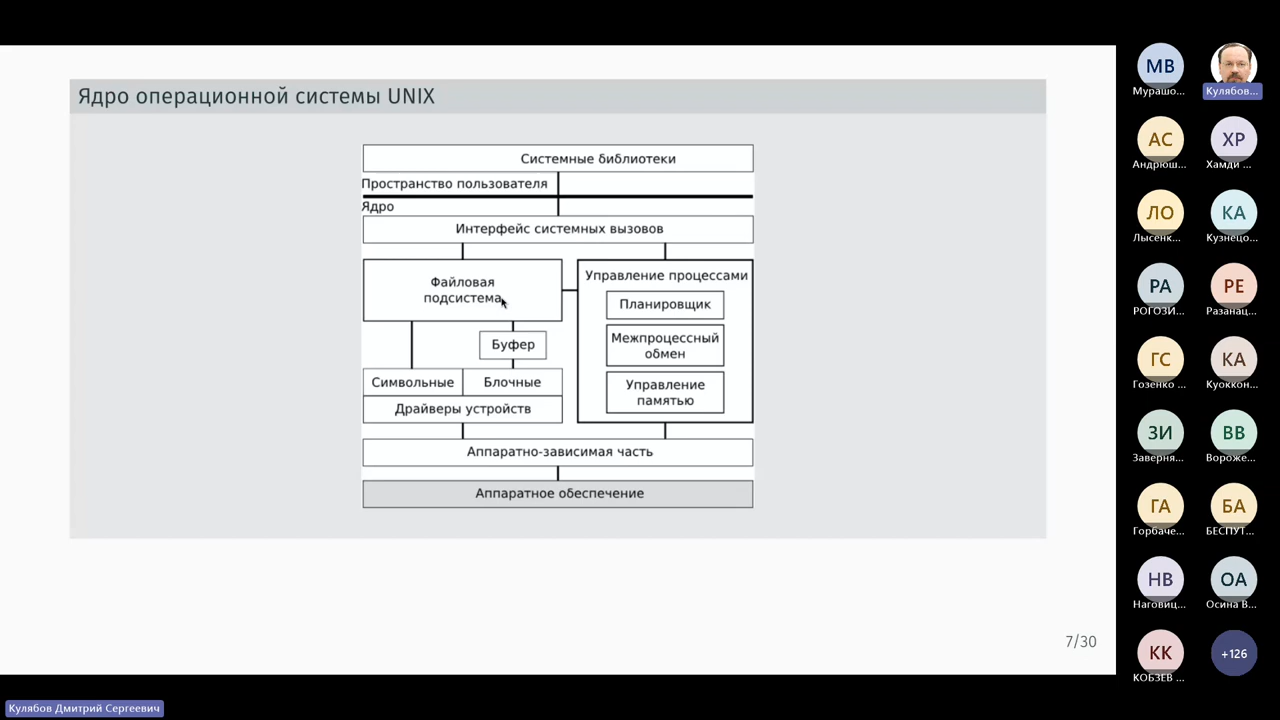 Ядро операционной системы UNIX
Системные библиотеки
Пространство пользователя
Ядро
Интерфейс системных вызовов
Файловая
подсистема
Управление процессами
Планировщик
Межпроцессный
обмен
Управление
памятью
Буфер
Символьные
Блочные
Драйверы устройств
Аппаратно-зависимая часть
Аппаратное обеспечение
7/30
МВ
Мурашо...
Кулябов...
АС
Андрюш...
ХР
Хамди ...
ЛО
Лысенк...
КА
Кузнецо...
РА
РОГОЗИ...
РЕ
Разанац...
ГС
Гозенко ...
КА
Куоккон...
ЗИ
Заверня...
ВВ
Вороже...
ГА
Горбаче...
БА
БЕСПУТ...
НВ
Наговиц...
ОА
Осина В...
КК
КОБЗЕВ ...
+126
Кулябов Дмитрий Сергеевич